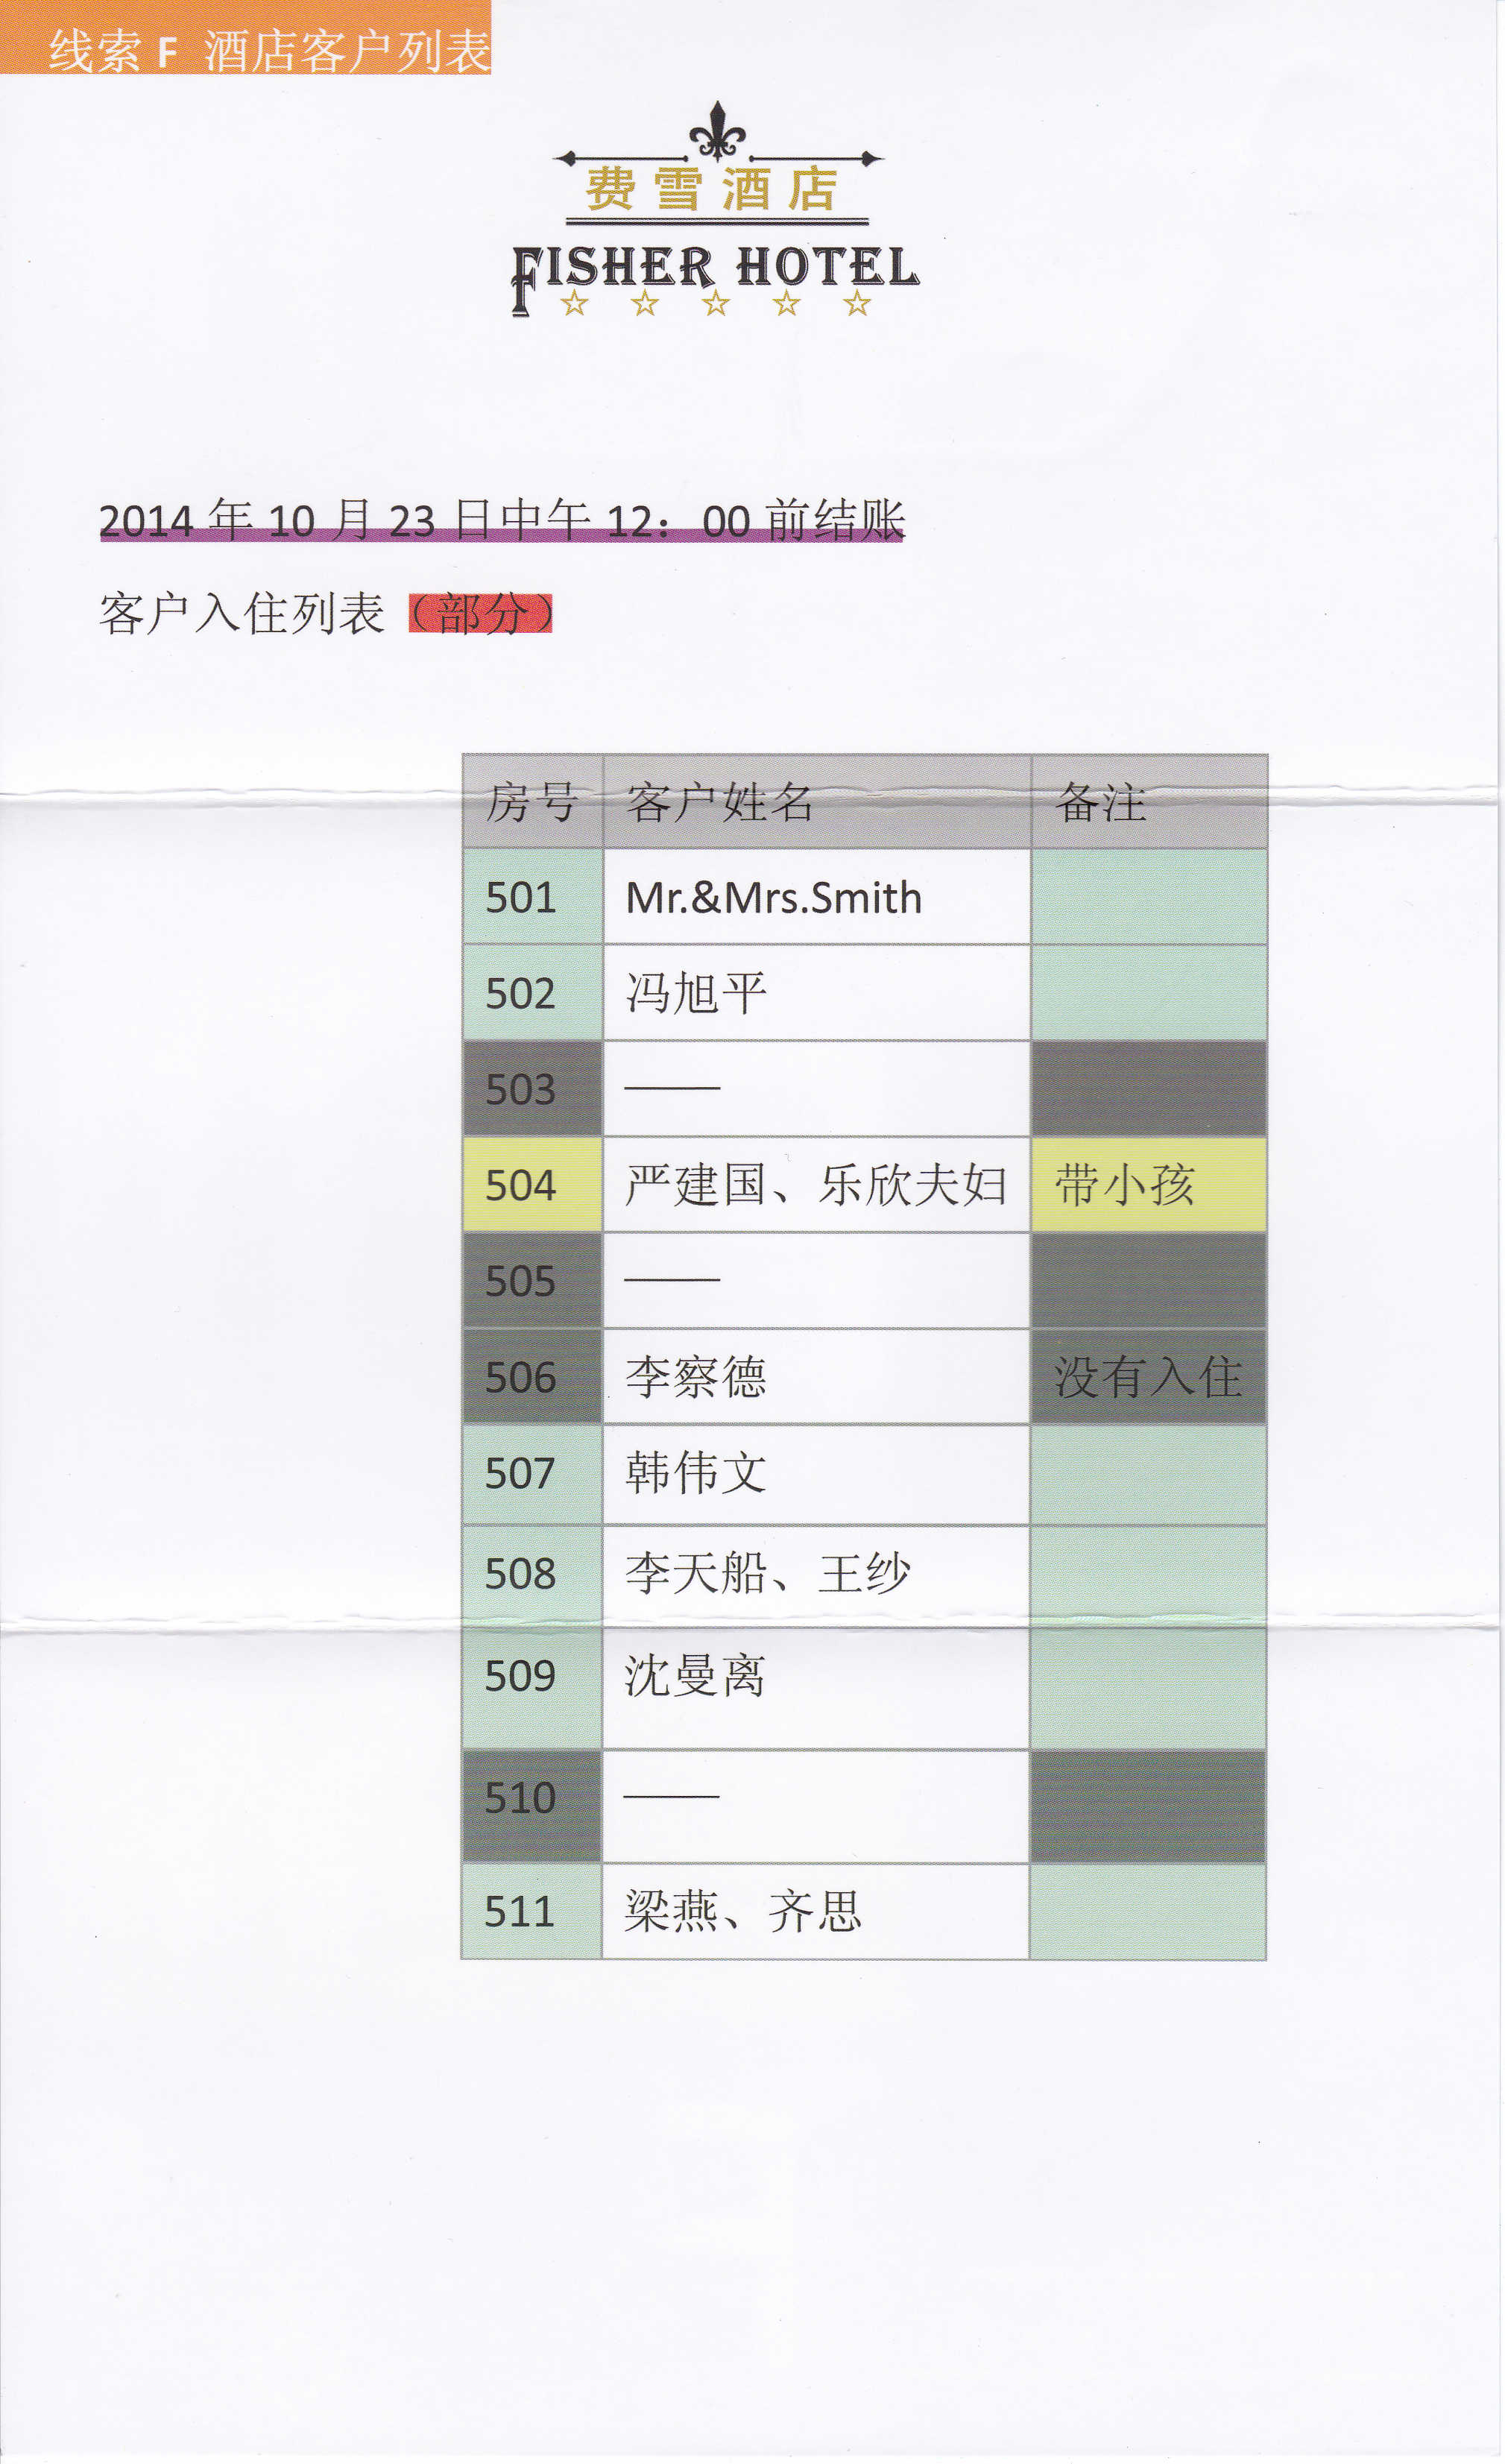 线索 F 酒店客户列表
费雪酒店
FISHER HOTEL
2014 年 10 月 23 日中午 12：00 前结账
客户入住列表（部分）
房号 客户姓名 备注
501 Mr.&Mrs.Smith
502 冯旭平
503 ——
504 严建国、乐欣夫妇 带小孩
505 ——
506 李察德 没有入住
507 韩伟文
508 李天船、王纱
509 沈曼离
510 ——
511 梁燕、齐思